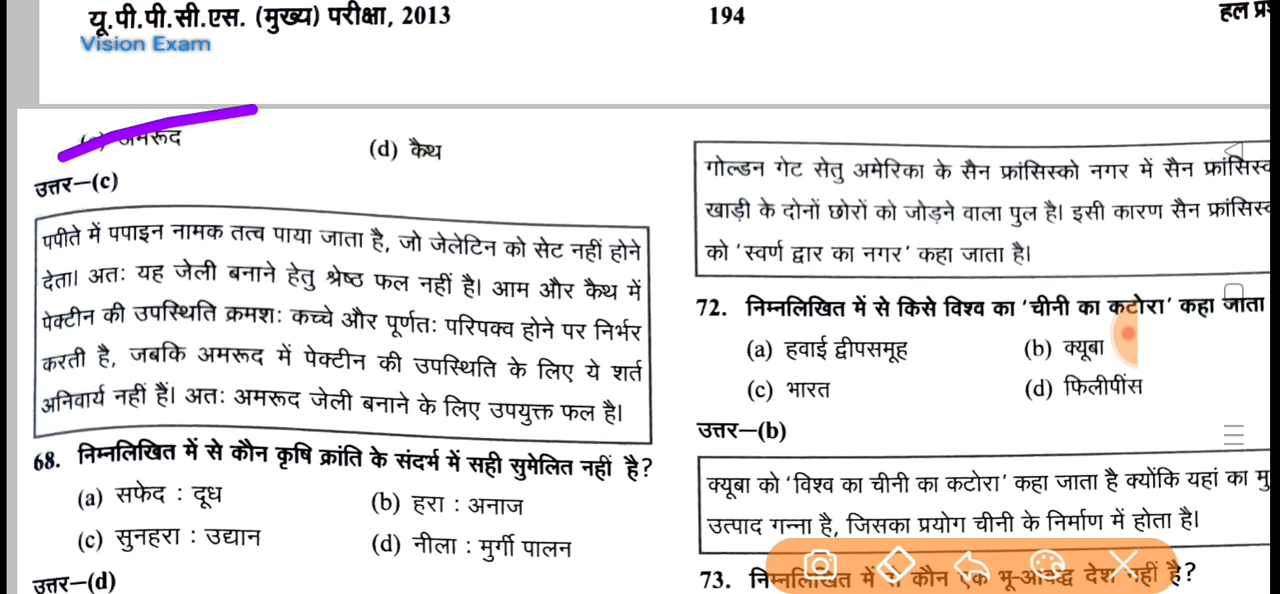 यू.पी.पी.सी.एस. (मुख्य) परीक्षा, 2013
194
हल
Vision Exam
अमरूद
(d) कैथ
उत्तर–(c)
पपीते में पपाइन नामक तत्व पाया जाता है, जो जेलेटिन को सेट नहीं होने
देता। अतः यह जेली बनाने हेतु श्रेष्ठ फल नहीं है। आम और कैथ में
पेक्टीन की उपस्थिति क्रमशः कच्चे और पूर्णतः परिपक्व होने पर निर्भर
करती है, जबकि अमरूद में पेक्टीन की उपस्थिति के लिए ये शर्त
अनिवार्य नहीं हैं। अतः अमरूद जेली बनाने के लिए उपयुक्त फल है।
68. निम्नलिखित में से कौन कृषि क्रांति के संदर्भ में सही सुमेलित नहीं है?
(a) सफेद : दूध
(b) हरा : अनाज
(c) सुनहरा : उद्यान
(d) नीला : मुर्गी पालन
उत्तर–(d)
गोल्डन गेट सेतु अमेरिका के सैन फ्रांसिस्को नगर में सैन
खाड़ी के दोनों छोरों को जोड़ने वाला पुल है। इसी कारण सैन
को 'स्वर्ण द्वार का नगर' कहा जाता है।
72. निम्नलिखित में से किसे विश्व का 'चीनी का कटोरा' कहा जाता
(a) हवाई द्वीपसमूह
(b) क्यूबा
(c) भारत
(d) फिलीपींस
उत्तर–(b)
क्यूबा को 'विश्व का चीनी का कटोरा' कहा जाता है क्योंकि यहां का
उत्पाद गन्ना है, जिसका प्रयोग चीनी के निर्माण में होता है।
73. निम्नलिखित में से कौन एक भू-आबद्ध देश नहीं है?